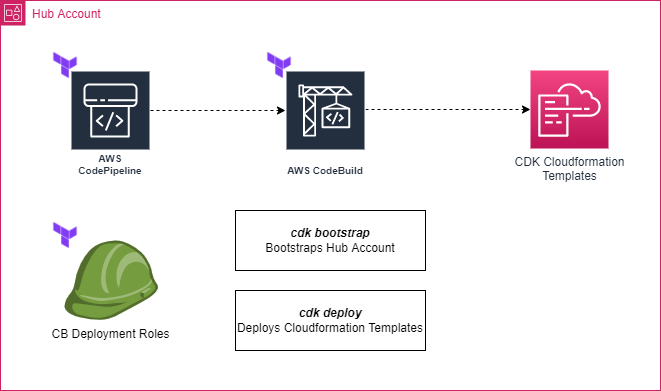 Hub Account
AWS
CodePipeline
AWS CodeBuild
CDK Cloudformation
Templates
cdk bootstrap
Bootstraps Hub Account
CB Deployment Roles
cdk deploy
Deploys Cloudformation Templates